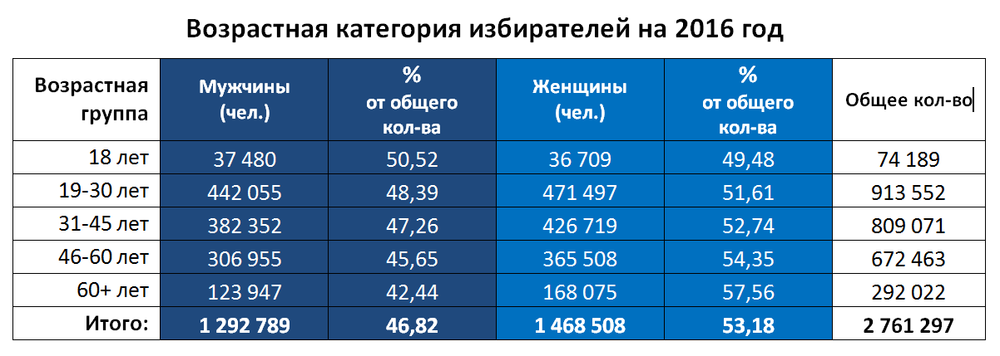 Возрастная категория избирателей на 2016 год
Возрастная группа Мужчины (чел.) % от общего кол-ва Женщины (чел.) % от общего кол-ва Общее кол-во
18 лет 37 480 50,52 36 709 49,48 74 189
19-30 лет 442 055 48,39 471 497 51,61 913 552
31-45 лет 382 352 47,26 426 719 52,74 809 071
46-60 лет 306 955 45,65 365 508 54,35 672 463
60+ лет 123 947 42,44 168 075 57,56 292 022
Итого: 1 292 789 46,82 1 468 508 53,18 2 761 297